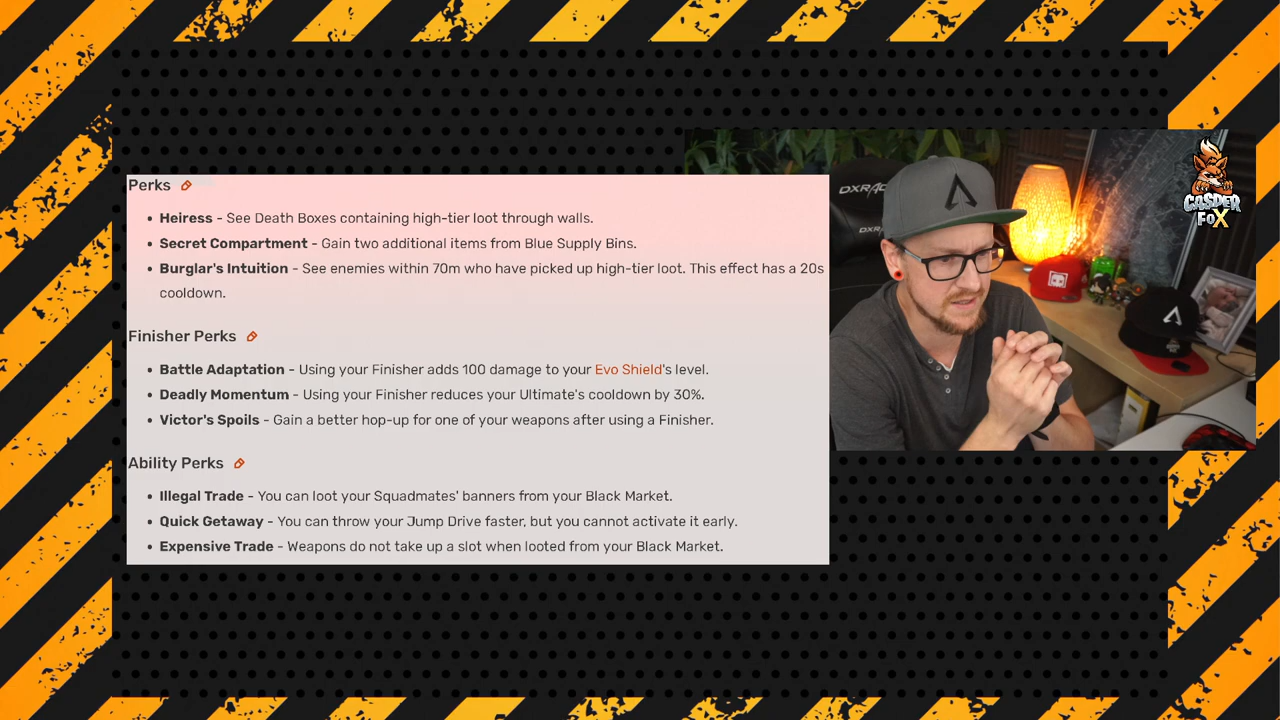 Perks
• Heiress - See Death Boxes containing high-tier loot through walls.
• Secret Compartment - Gain two additional items from Blue Supply Bins.
• Burglar's Intuition - See enemies within 70m who have picked up high-tier loot. This effect has a 20s
cooldown.
Finisher Perks
• Battle Adaptation - Using your Finisher adds 100 damage to your Evo Shield's level.
• Deadly Momentum - Using your Finisher reduces your Ultimate's cooldown by 30%.
• Victor's Spoils - Gain a better hop-up for one of your weapons after using a Finisher.
Ability Perks
• Illegal Trade - You can loot your Squadmates' banners from your Black Market.
• Quick Getaway - You can throw your Jump Drive faster, but you cannot activate it early.
• Expensive Trade - Weapons do not take up a slot when looted from your Black Market.
CASPER
FOX